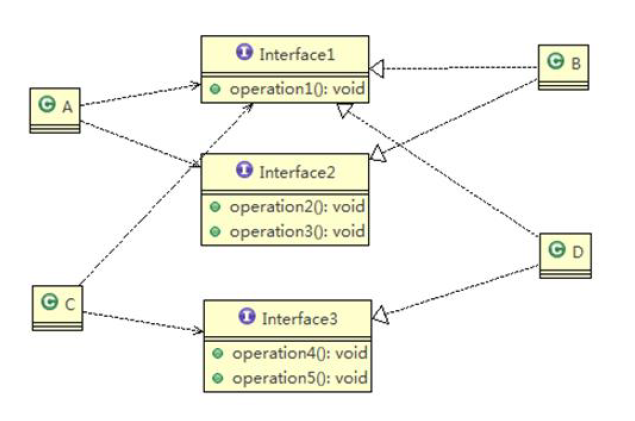 Interface1
operation1(): void
B
A
Interface2
operation2(): void
operation3(): void
D
C
Interface3
operation4(): void
operation5(): void